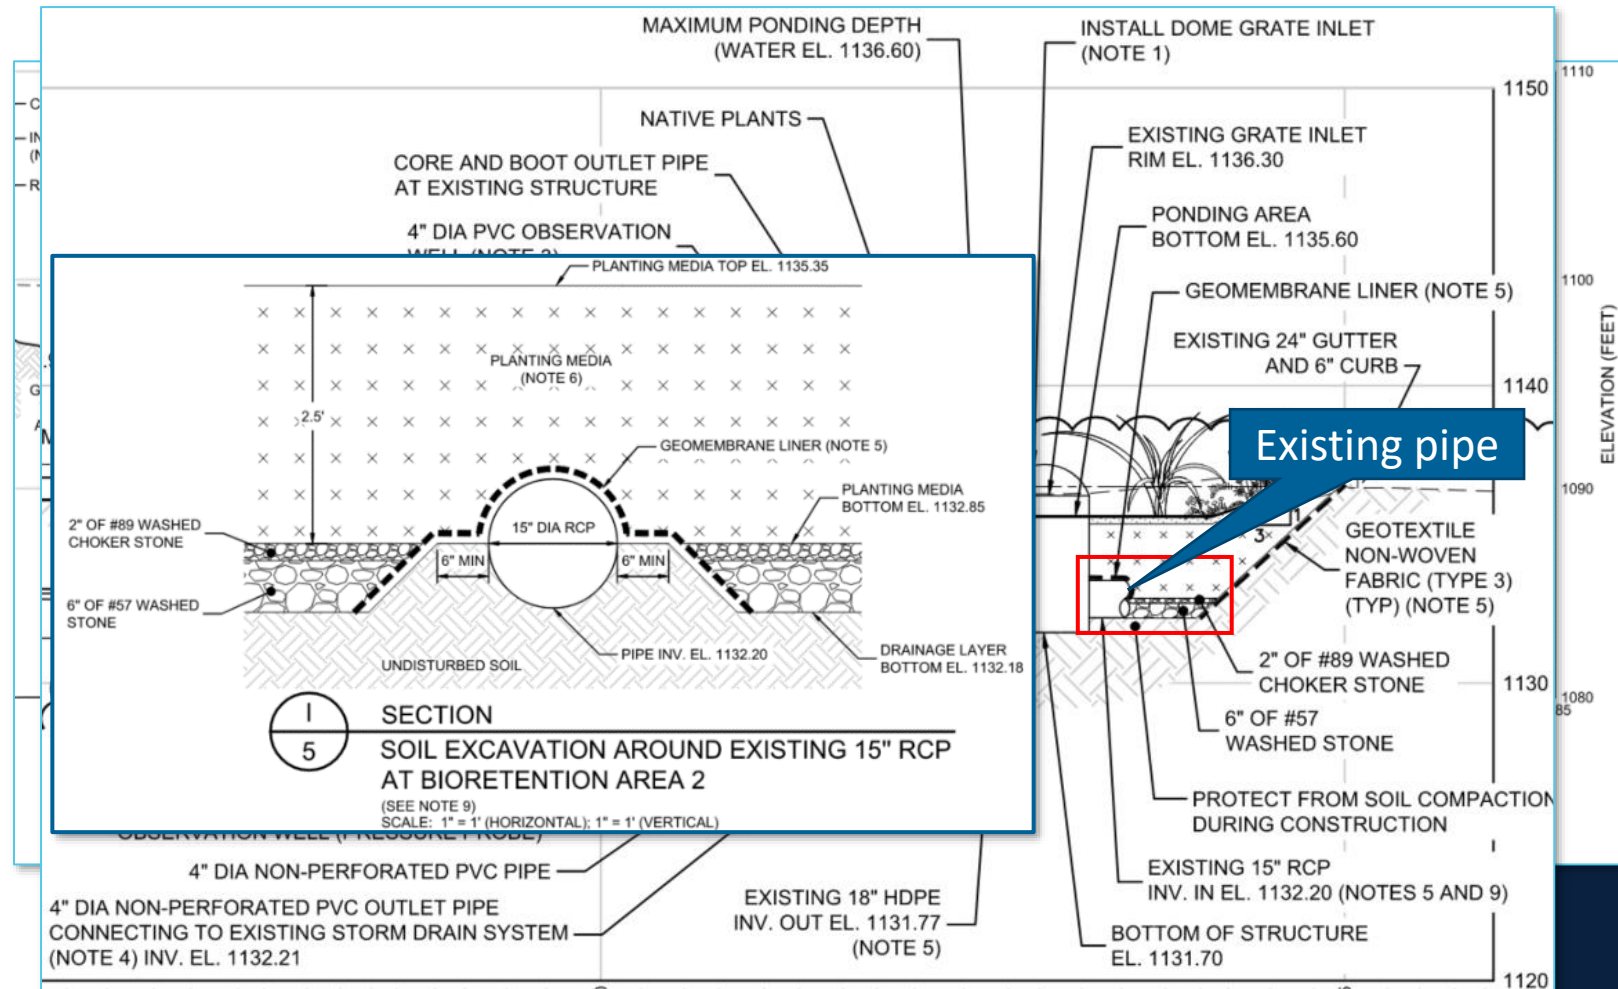 MAXIMUM PONDING DEPTH
(WATER EL. 1136.60)
INSTALL DOME GRATE INLET
(NOTE 1)
1110
1150
NATIVE PLANTS
EXISTING GRATE INLET
RIM EL. 1136.30
CORE AND BOOT OUTLET PIPE
AT EXISTING STRUCTURE
PONDING AREA
BOTTOM EL. 1135.60
4" DIA PVC OBSERVATION
WELL (NOTE 3)
1100
GEOMEMBRANE LINER (NOTE 5)
EXISTING 24" GUTTER
AND 6" CURB
1140
ELEVATION (FEET)
Existing pipe
1090
1
3
GEOTEXTILE
NON-WOVEN
FABRIC (TYPE 3)
(TYP) (NOTE 5)
2" OF #89 WASHED
CHOKER STONE
1130
1080
85
6" OF #57
WASHED STONE
PROTECT FROM SOIL COMPACTION
DURING CONSTRUCTION
EXISTING 15" RCP
INV. IN EL. 1132.20 (NOTES 5 AND 9)
BOTTOM OF STRUCTURE
EL. 1131.70
1120
PLANTING MEDIA TOP EL. 1135.35
PLANTING MEDIA
(NOTE 6)
2.5'
GEOMEMBRANE LINER (NOTE 5)
PLANTING MEDIA
BOTTOM EL. 1132.85
2" OF #89 WASHED
CHOKER STONE
15" DIA RCP
6" MIN
6" MIN
6" OF #57 WASHED
STONE
PIPE INV. EL. 1132.20
DRAINAGE LAYER
BOTTOM EL. 1132.18
UNDISTURBED SOIL
I
5
SECTION
SOIL EXCAVATION AROUND EXISTING 15" RCP
AT BIORETENTION AREA 2
(SEE NOTE 9)
SCALE: 1" = 1' (HORIZONTAL); 1" = 1' (VERTICAL)
OBSERVATION WELL (PRESSURE PROBE)
4" DIA NON-PERFORATED PVC PIPE
4" DIA NON-PERFORATED PVC OUTLET PIPE
CONNECTING TO EXISTING STORM DRAIN SYSTEM
(NOTE 4) INV. EL. 1132.21
EXISTING 18" HDPE
INV. OUT EL. 1131.77
(NOTE 5)